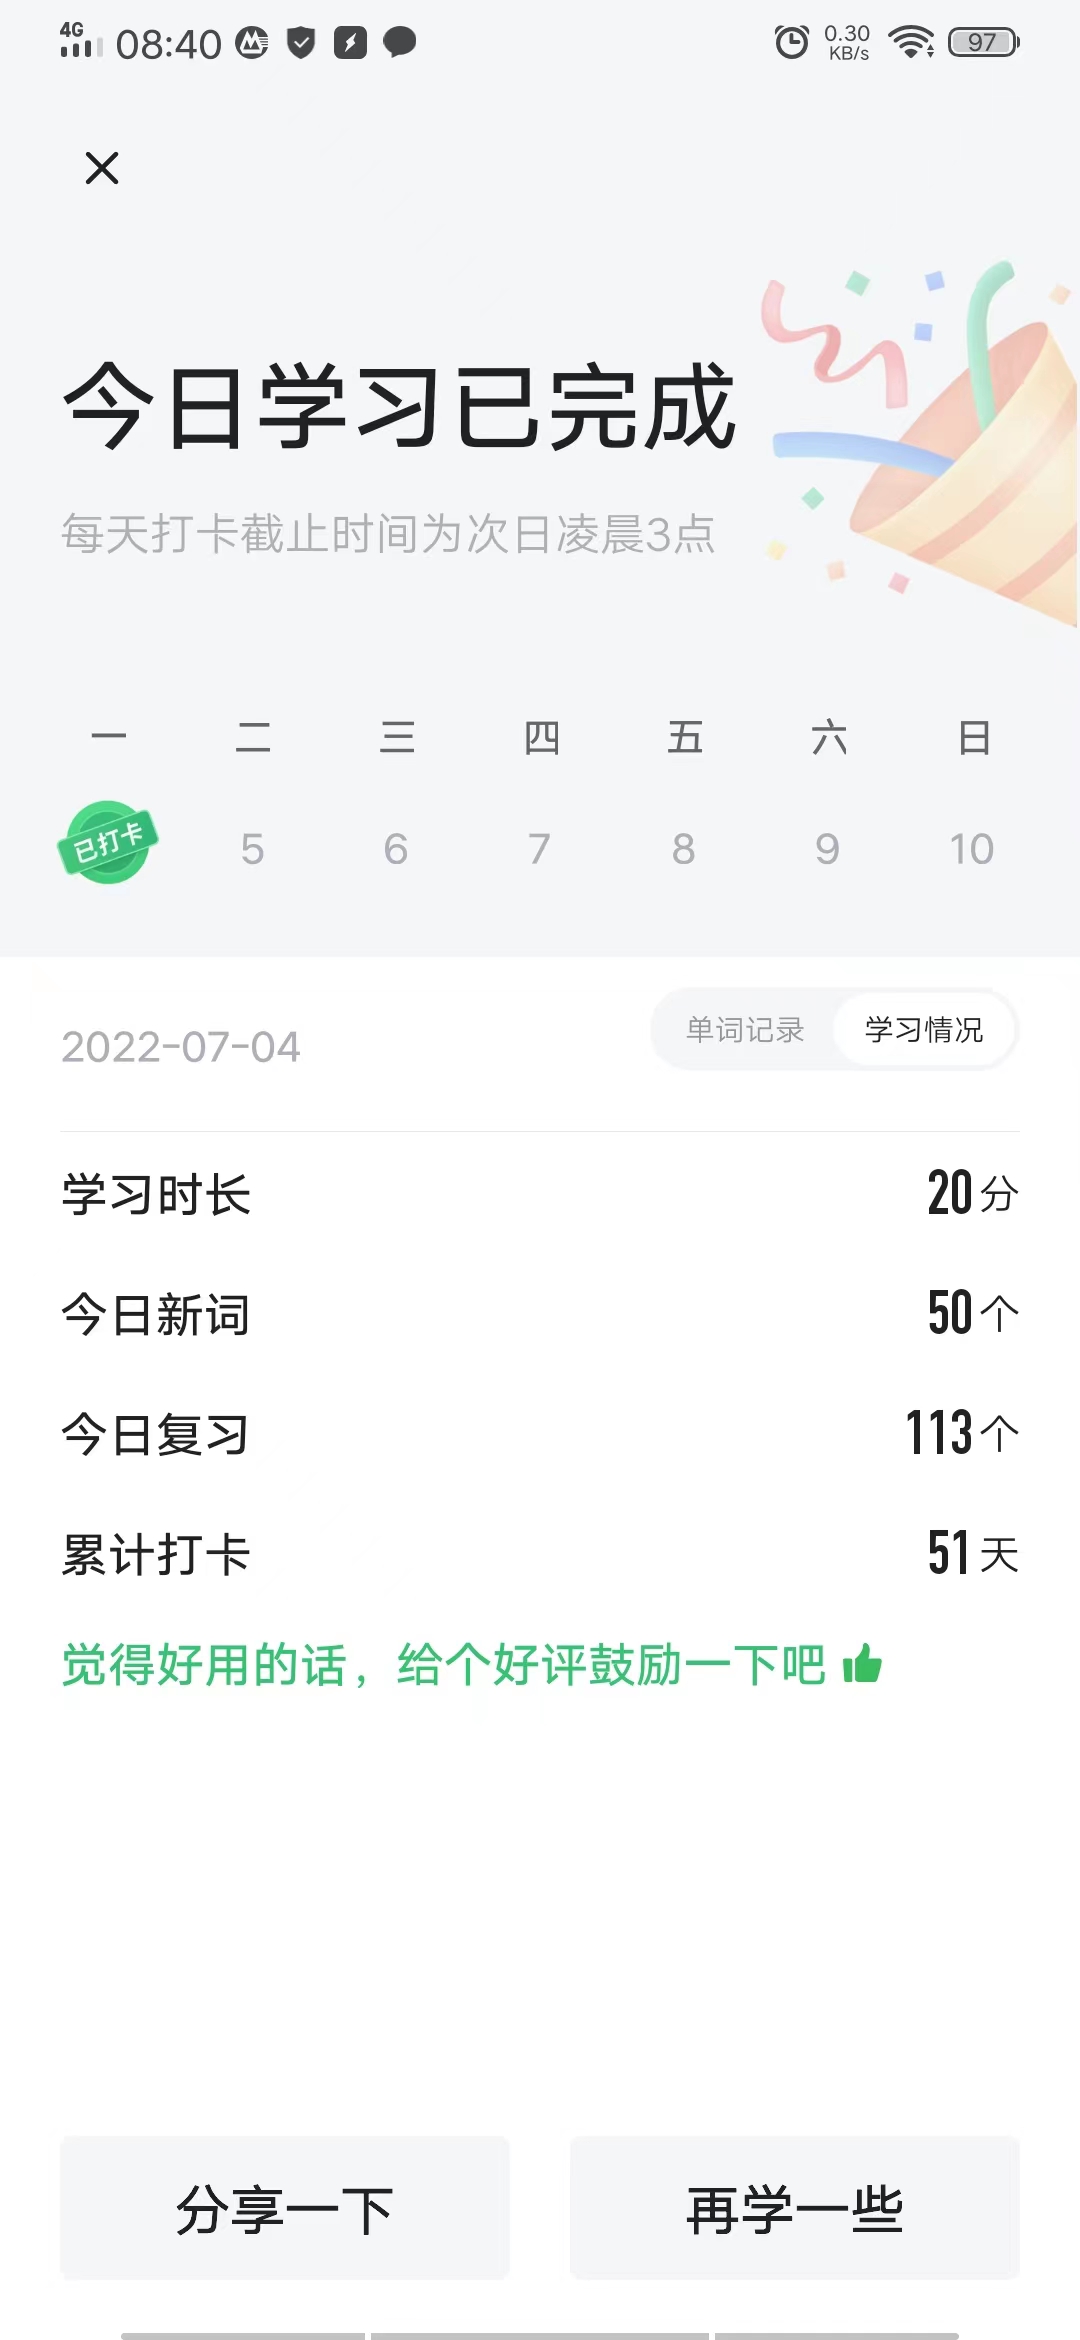 4G 08:40 0.30 KB/s 97
今日学习已完成
每天打卡截止时间为次日凌晨3点
一 二 三 四 五 六 日
已打卡 5 6 7 8 9 10
2022-07-04 单词记录 学习情况
学习时长 20分
今日新词 50个
今日复习 113个
累计打卡 51天
觉得好用的话，给个好评鼓励一下吧
分享一下 再学一些